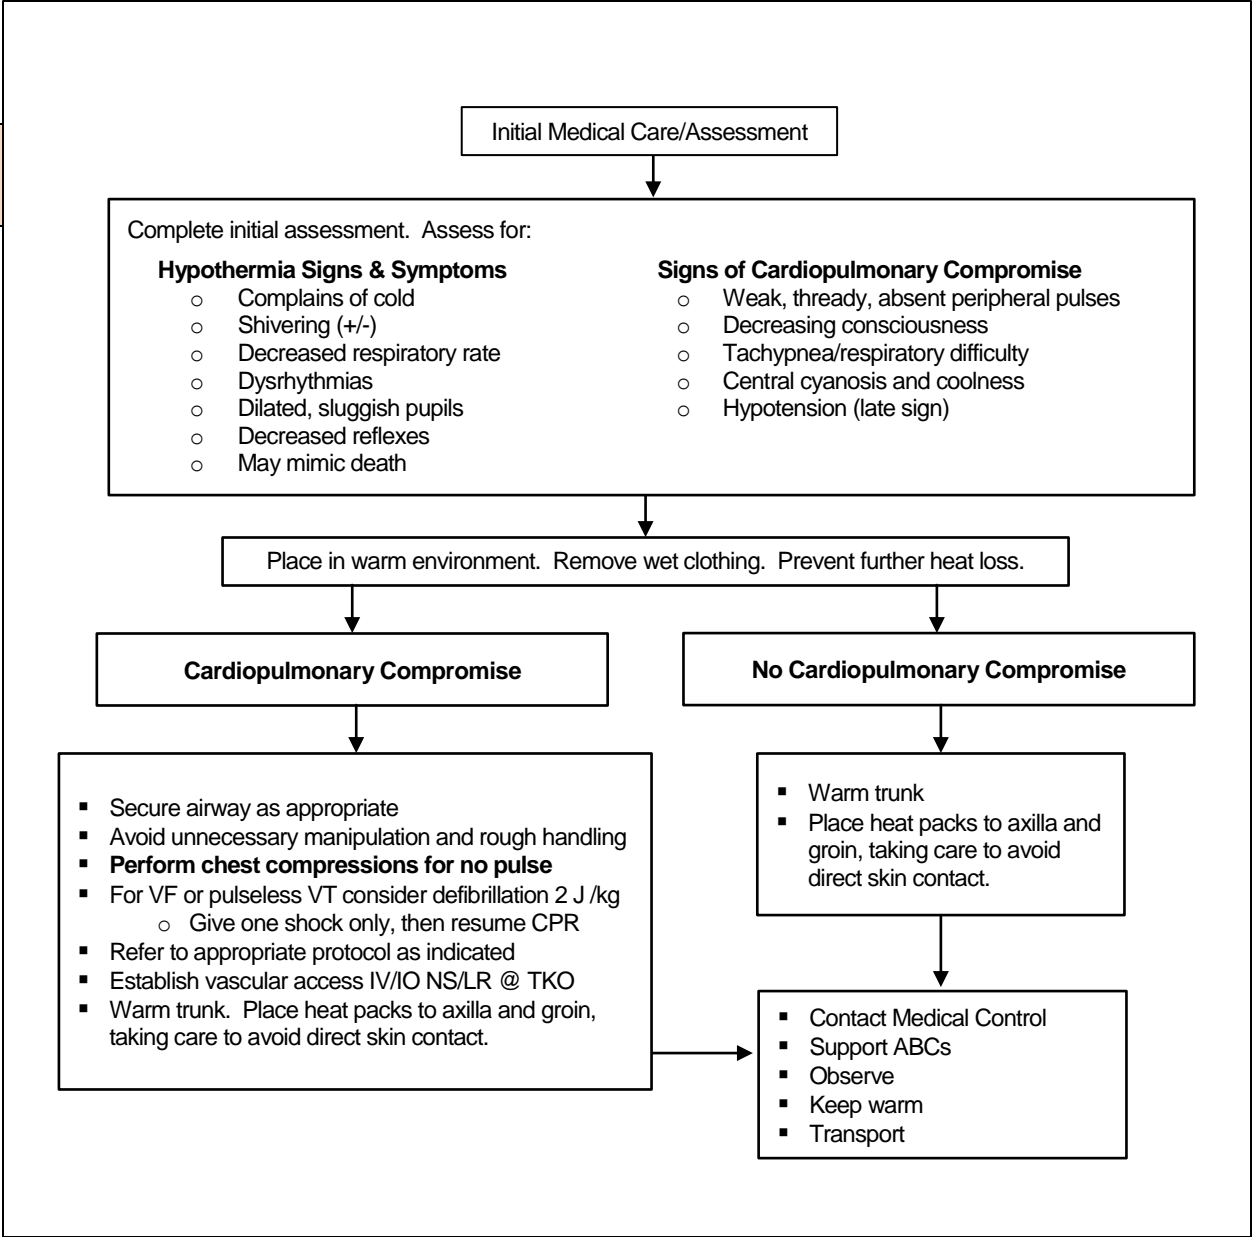 Initial Medical Care/Assessment
Complete initial assessment.  Assess for:
Hypothermia Signs & Symptoms
o Complains of cold
o Shivering (+/-)
o Decreased respiratory rate
o Dysrhythmias
o Dilated, sluggish pupils
o Decreased reflexes
o May mimic death
Signs of Cardiopulmonary Compromise
o Weak, thready, absent peripheral pulses
o Decreasing consciousness
o Tachypnea/respiratory difficulty
o Central cyanosis and coolness
o Hypotension (late sign)
Place in warm environment.  Remove wet clothing.  Prevent further heat loss.
Cardiopulmonary Compromise
▪ Secure airway as appropriate
▪ Avoid unnecessary manipulation and rough handling
▪ Perform chest compressions for no pulse
▪ For VF or pulseless VT consider defibrillation 2 J /kg
o Give one shock only, then resume CPR
▪ Refer to appropriate protocol as indicated
▪ Establish vascular access IV/IO NS/LR @ TKO
▪ Warm trunk.  Place heat packs to axilla and groin,
taking care to avoid direct skin contact.
No Cardiopulmonary Compromise
▪ Warm trunk
▪ Place heat packs to axilla and
groin, taking care to avoid
direct skin contact.
▪ Contact Medical Control
▪ Support ABCs
▪ Observe
▪ Keep warm
▪ Transport